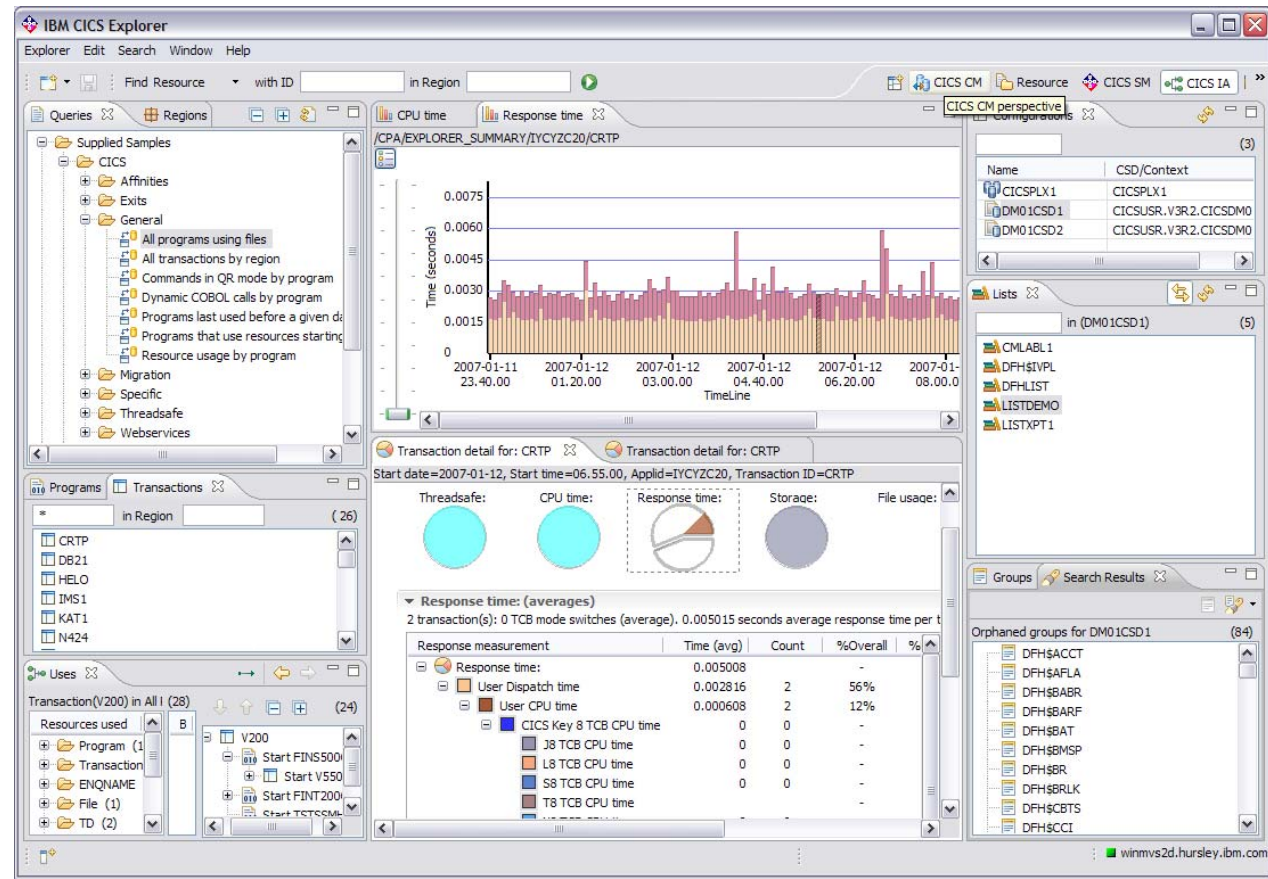 IBM CICS Explorer
Explorer Edit Search Window Help
Find Resource with ID in Region CICS CM Resource CICS SM CICS IA »
CICS CM perspective
Queries Regions
Supplied Samples
CICS
Affinities
Exits
General
All programs using files
All transactions by region
Commands in QR mode by program
Dynamic COBOL calls by program
Programs last used before a given da
Programs that use resources starting
Resource usage by program
Migration
Specific
Threadsafe
Webservices
Programs Transactions
* in Region (26)
CRTP
DB21
HELO
IMS1
KAT1
N424
Uses
Transaction(V200) in All (28) (24)
Resources used B
Program (1
Transaction
ENQNAME
File (1)
TD (2)
V200
Start FINS500
Start V550
Start FINT200
Start TSTSSMH
CPU time Response time
/CPA/EXPLORER_SUMMARY/IYCYZC20/CRTP
Time (seconds)
0.0075
0.0060
0.0045
0.0030
0.0015
0
2007-01-11 2007-01-12 2007-01-12 2007-01-12 2007-01-12 2007-01-
23.40.00 01.20.00 03.00.00 04.40.00 06.20.00 08.00.0
TimeLine
Transaction detail for: CRTP Transaction detail for: CRTP
Start date=2007-01-12, Start time=06.55.00, Applid=IYCYZC20, Transaction ID=CRTP
Threadsafe: CPU time: Response time: Storage: File usage:
Response time: (averages)
2 transaction(s): 0 TCB mode switches (average). 0.005015 seconds average response time per t
Response measurement Time (avg) Count %Overall %
Response time: 0.005008 -
User Dispatch time 0.002816 2 56%
User CPU time 0.000608 2 12%
CICS Key 8 TCB CPU time 0 0 -
J8 TCB CPU time 0 0 -
L8 TCB CPU time 0 0 -
S8 TCB CPU time 0 0 -
T8 TCB CPU time -
Configurations
(3)
Name CSD/Context
CICSPLX1 CICSPLX1
DM01CSD1 CICSUSR.V3R2.CICSDM0
DM01CSD2 CICSUSR.V3R2.CICSDM0
Lists
in (DM01CSD1) (5)
CMLABL1
DFH$IVPL
DFHLIST
LISTDEMO
LISTXPT1
Groups Search Results
Orphaned groups for DM01CSD1 (84)
DFH$ACCT
DFH$AFLA
DFH$BABR
DFH$BARF
DFH$BAT
DFH$BMSP
DFH$BR
DFH$BRLK
DFH$CBTS
DFH$CCI
winmvs2d.hursley.ibm.com